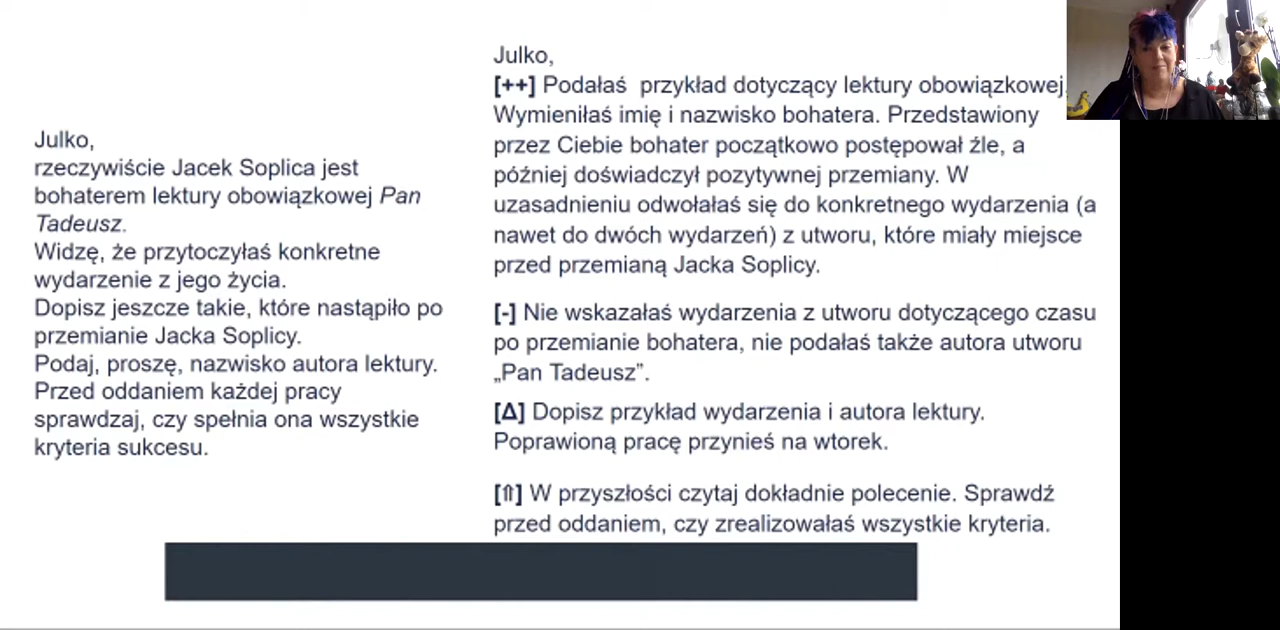 Julko,
rzeczywiście Jacek Soplica jest
bohaterem lektury obowiązkowej Pan
Tadeusz.
Widzę, że przytoczyłaś konkretne
wydarzenie z jego życia.
Dopisz jeszcze takie, które nastąpiło po
przemianie Jacka Soplicy.
Podaj, proszę, nazwisko autora lektury.
Przed oddaniem każdej pracy
sprawdzaj, czy spełnia ona wszystkie
kryteria sukcesu.
Julko,
[++] Podałaś  przykład dotyczący lektury obowiązkowej.
Wymieniłaś imię i nazwisko bohatera. Przedstawiony
przez Ciebie bohater początkowo postępował źle, a
później doświadczył pozytywnej przemiany. W
uzasadnieniu odwołałaś się do konkretnego wydarzenia (a
nawet do dwóch wydarzeń) z utworu, które miały miejsce
przed przemianą Jacka Soplicy.
[-] Nie wskazałaś wydarzenia z utworu dotyczącego czasu
po przemianie bohatera, nie podałaś także autora utworu
„Pan Tadeusz”.
[Δ] Dopisz przykład wydarzenia i autora lektury.
Poprawioną pracę przynieś na wtorek.
[⇑] W przyszłości czytaj dokładnie polecenie. Sprawdź
przed oddaniem, czy zrealizowałaś wszystkie kryteria.